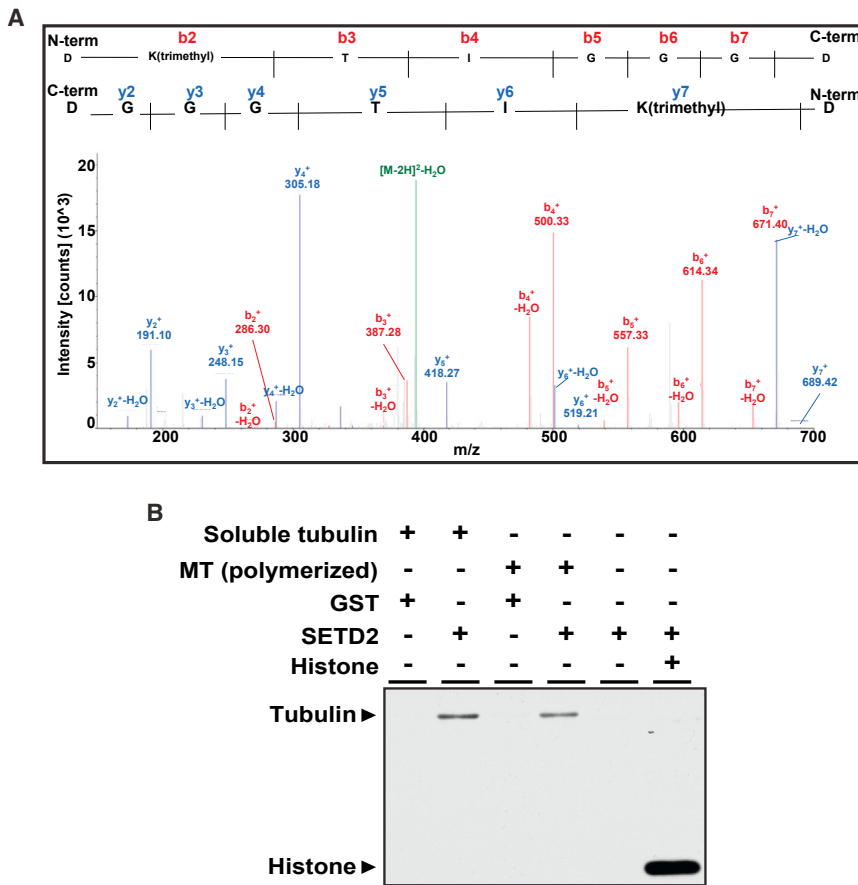 A
N-term b2 b3 b4 b5 b6 b7 C-term
D K(trimethyl) T I G G G D
C-term y2 y3 y4 y5 y6 y7 N-term
D G G G T I K(trimethyl) D
Intensity [counts] (10^3)
20
15
10
5
0
y2+-H2O
y2+
191.10
y3+-H2O
y3+
248.15
b2+
286.30
b2+
-H2O
y4+-H2O
y4+
305.18
b3+
-H2O
b3+
387.28
[M-2H]2-H2O
y5+
418.27
b4+
-H2O
b4+
500.33
y6+-H2O
y6+
519.21
b5+
-H2O
b5+
557.33
b6+
-H2O
b6+
614.34
b7+
-H2O
b7+
671.40
y7+-H2O
y7+
689.42
200 300 400 500 600 700
m/z
B
Soluble tubulin + + - - - -
MT (polymerized) - - + + - -
GST + - + - - -
SETD2 - + - + + +
Histone - - - - - +
Tubulin
Histone